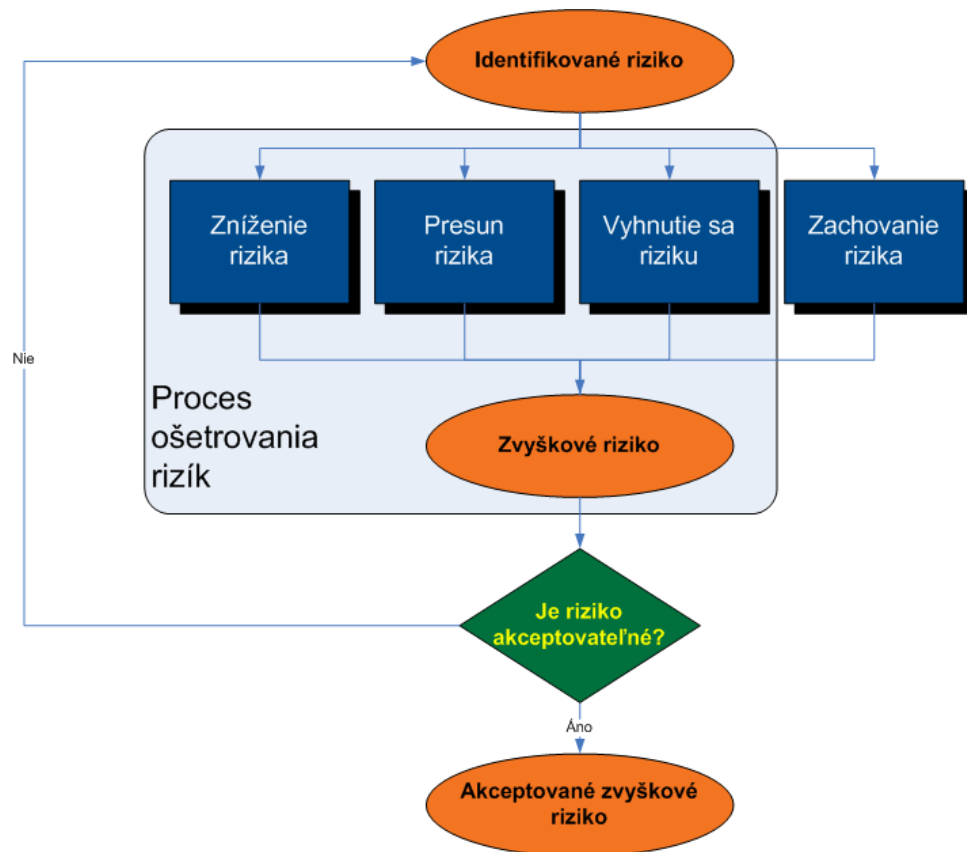 Identifikované riziko
Zníženie
rizika
Presun
rizika
Vyhnutie sa
riziku
Zachovanie
rizika
Nie
Proces
ošetrovania
rizík
Zvyškové riziko
Je riziko
akceptovateľné?
Áno
Akceptované zvyškové
riziko